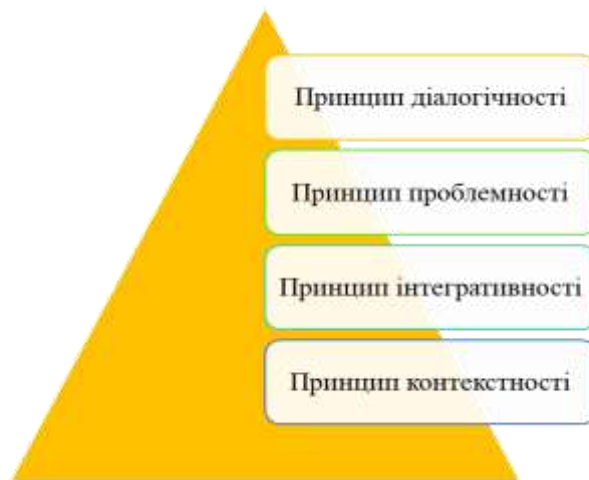 Принцип діалогічності
Принцип проблемності
Принцип інтегративності
Принцип контекстності